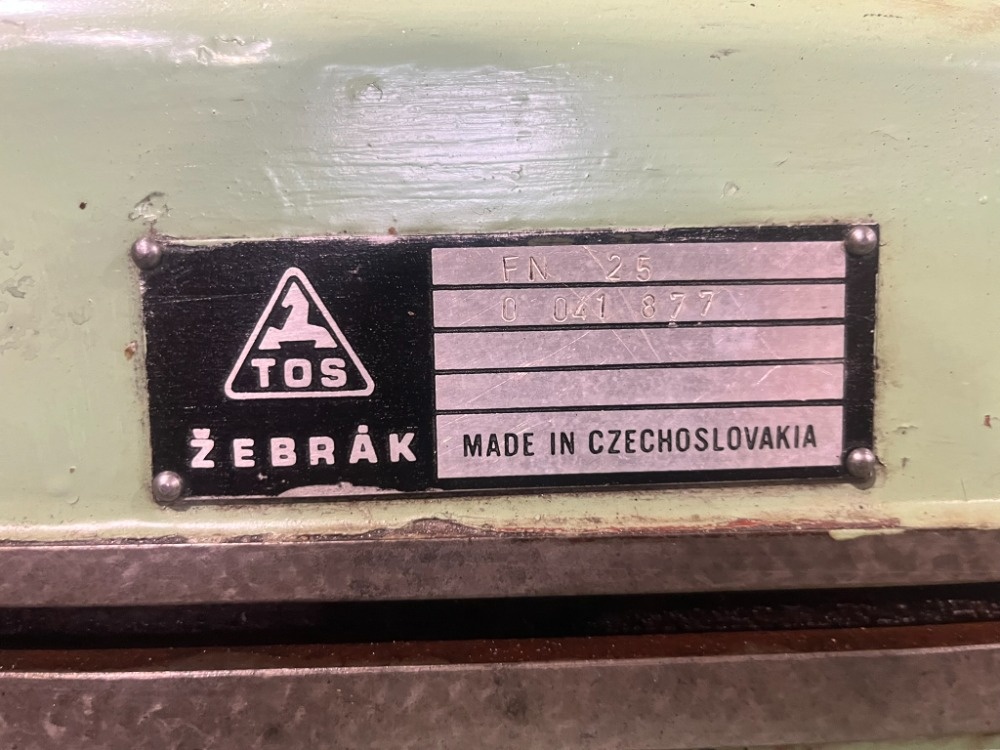 TOS
ŽEBRÁK
FN 25
0 041 877
MADE IN CZECHOSLOVAKIA